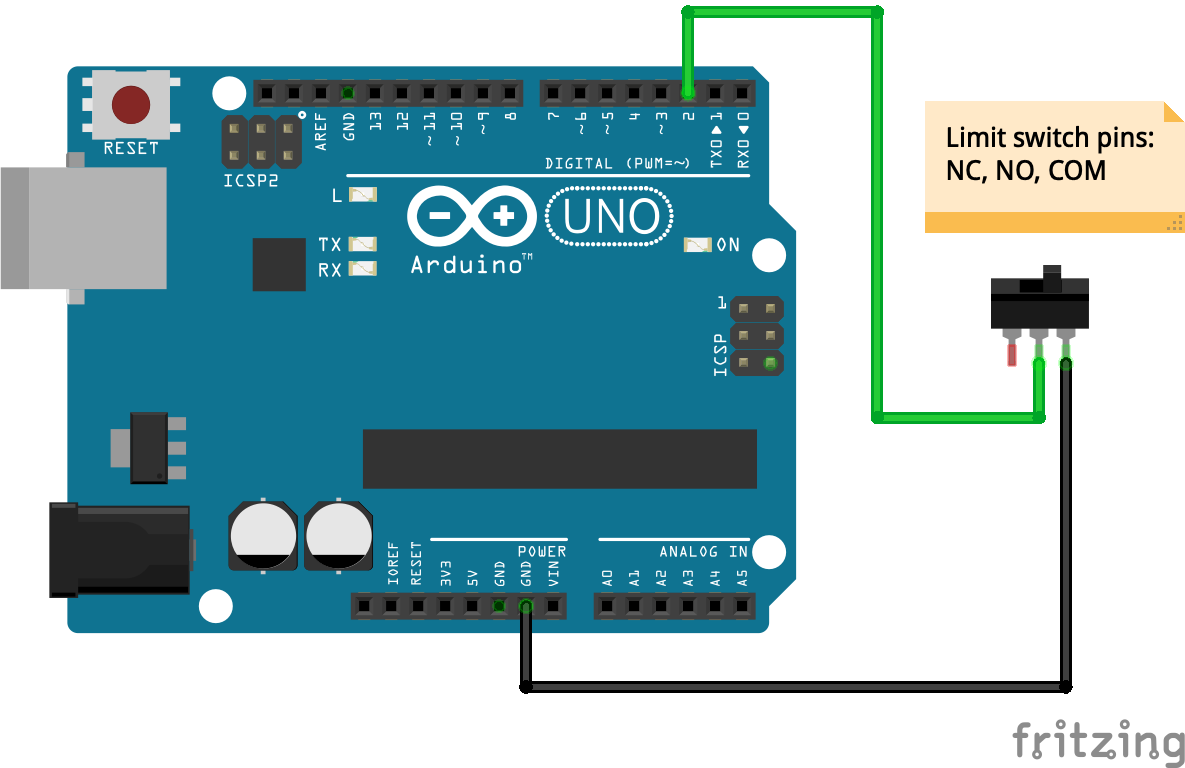 RESET
ICSP2
AREF
GND
13
12
~11
~10
~9
8
7
~6
~5
4
~3
2
TX0▶1
RX0◀0
DIGITAL (PWM=~)
L
TX
RX
Arduino™
UNO
ON
1
ICSP
Limit switch pins:
NC, NO, COM
IOREF
RESET
3V3
5V
GND
GND
VIN
POWER
ANALOG IN
A0
A1
A2
A3
A4
A5
fritzing